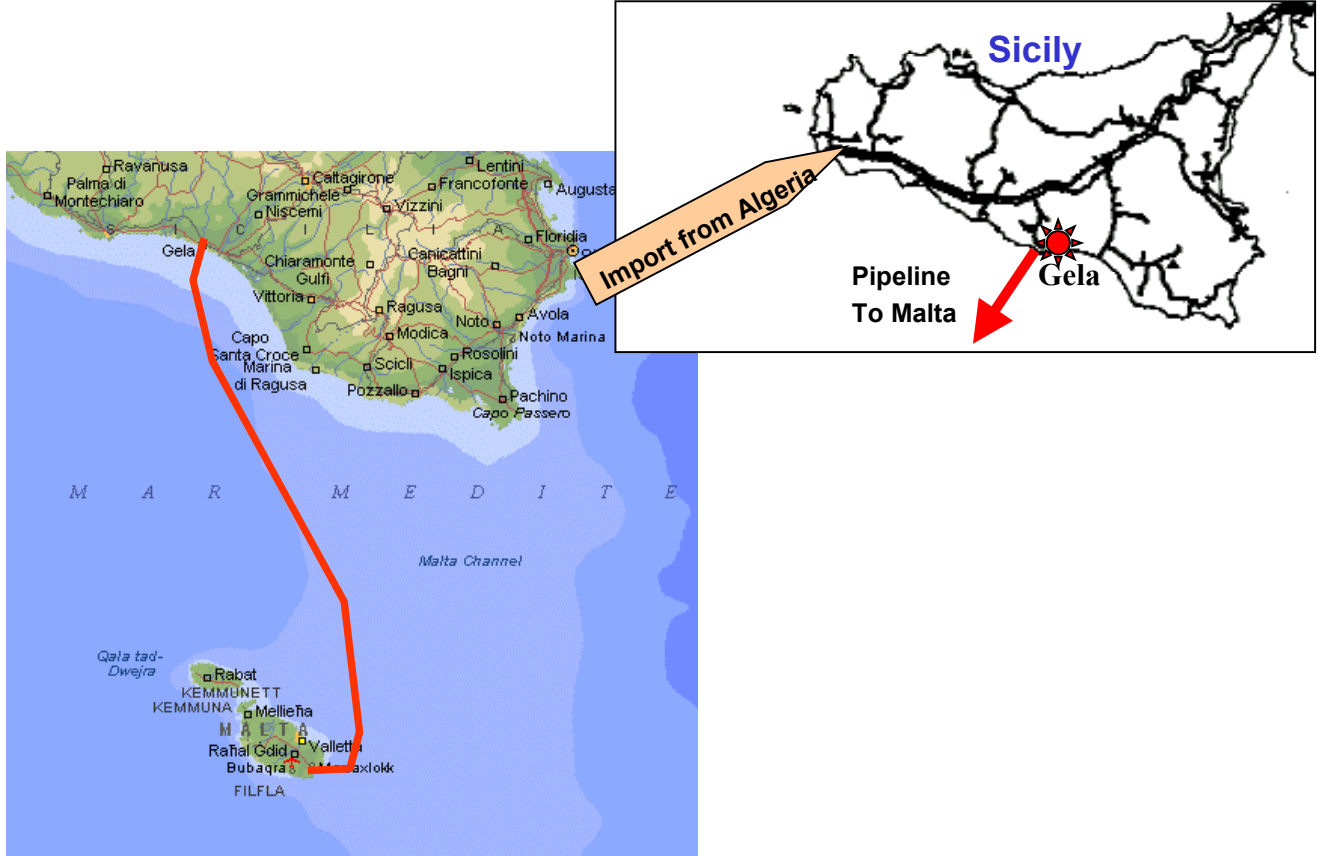 Sicily
Import from Algeria
Gela
Pipeline
To Malta
Ravanusa
Palma di
Montechiaro
Caltagirone
Grammichele
Niscemi
Vizzini
Lentini
Francofonte
Augusta
S I C I L I A
Gela
Floridia
Chiaramonte
Gulfi
Canicattini
Bagni
Vittoria
Ragusa
Noto
Avola
Modica
Noto Marina
Capo
Santa Croce
Marina
di Ragusa
Scicli
Rosolini
Ispica
Pozzallo
Pachino
Capo Passero
M A R M E D I T E
Malta Channel
Qala tad-
Dwejra
Rabat
KEMMUNETT
KEMMUNA
Mellieħa
MALTA
Valletta
Raħal Ġdid
Bubaqra
FILFLA